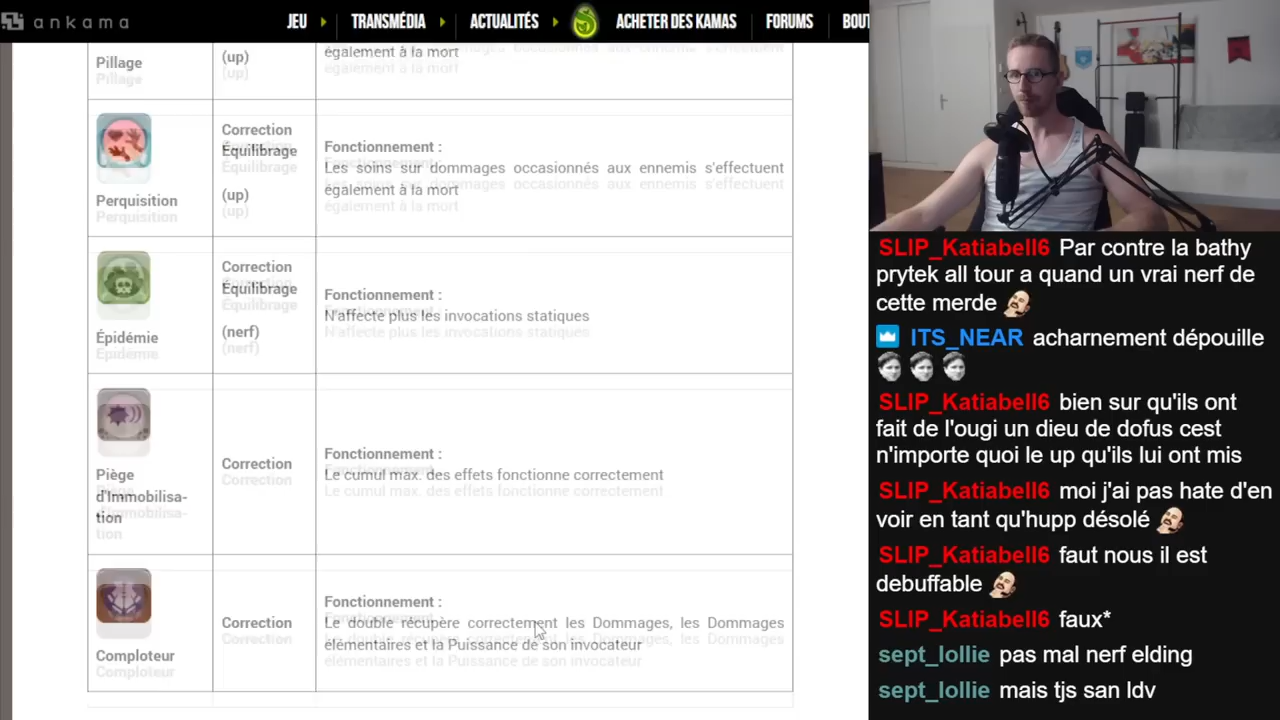 ankama
JEU
TRANSMÉDIA
ACTUALITÉS
ACHETER DES KAMAS
FORUMS
BOUT
Pillage
(up)
également à la mort
Perquisition
Correction
Équilibrage
(up)
Fonctionnement :
Les soins sur dommages occasionnés aux ennemis s'effectuent
également à la mort
Épidémie
Correction
Équilibrage
(nerf)
Fonctionnement :
N'affecte plus les invocations statiques
Piège
d'Immobilisa-
tion
Correction
Fonctionnement :
Le cumul max. des effets fonctionne correctement
Comploteur
Correction
Fonctionnement :
Le double récupère correctement les Dommages, les Dommages
élémentaires et la Puissance de son invocateur
SLIP_Katiabell6 Par contre la bathy
prytek all tour a quand un vrai nerf de
cette merde
ITS_NEAR acharnement dépouille
SLIP_Katiabell6 bien sur qu'ils ont
fait de l'ougi un dieu de dofus cest
n'importe quoi le up qu'ils lui ont mis
SLIP_Katiabell6 moi j'ai pas hate d'en
voir en tant qu'hupp désolé
SLIP_Katiabell6 faut nous il est
debuffable
SLIP_Katiabell6 faux*
sept_lollie pas mal nerf elding
sept_lollie mais tjs san ldv